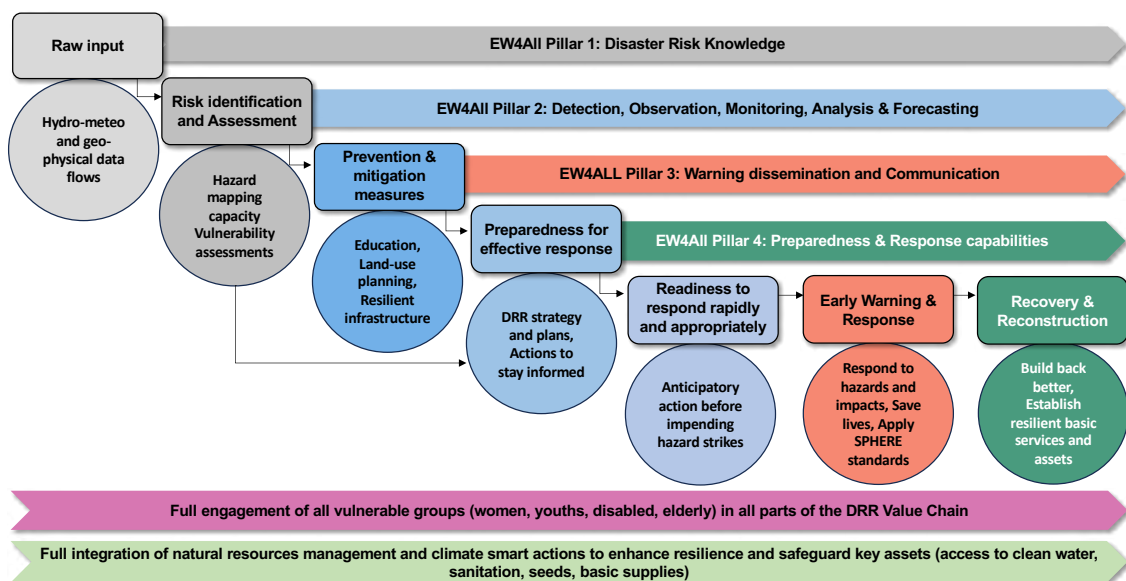 Raw input
EW4All Pillar 1: Disaster Risk Knowledge
Hydro-meteo
and geo-
physical data
flows
Risk identification
and Assessment
EW4All Pillar 2: Detection, Observation, Monitoring, Analysis & Forecasting
Hazard
mapping
capacity
Vulnerability
assessments
Prevention &
mitigation
measures
EW4ALL Pillar 3: Warning dissemination and Communication
Education,
Land-use
planning,
Resilient
infrastructure
Preparedness for
effective response
EW4All Pillar 4: Preparedness & Response capabilities
DRR strategy
and plans,
Actions to
stay informed
Readiness to
respond rapidly
and appropriately
Anticipatory
action before
impending
hazard strikes
Early Warning &
Response
Respond to
hazards and
impacts, Save
lives, Apply
SPHERE
standards
Recovery &
Reconstruction
Build back
better,
Establish
resilient basic
services and
assets
Full engagement of all vulnerable groups (women, youths, disabled, elderly) in all parts of the DRR Value Chain
Full integration of natural resources management and climate smart actions to enhance resilience and safeguard key assets (access to clean water,
sanitation, seeds, basic supplies)